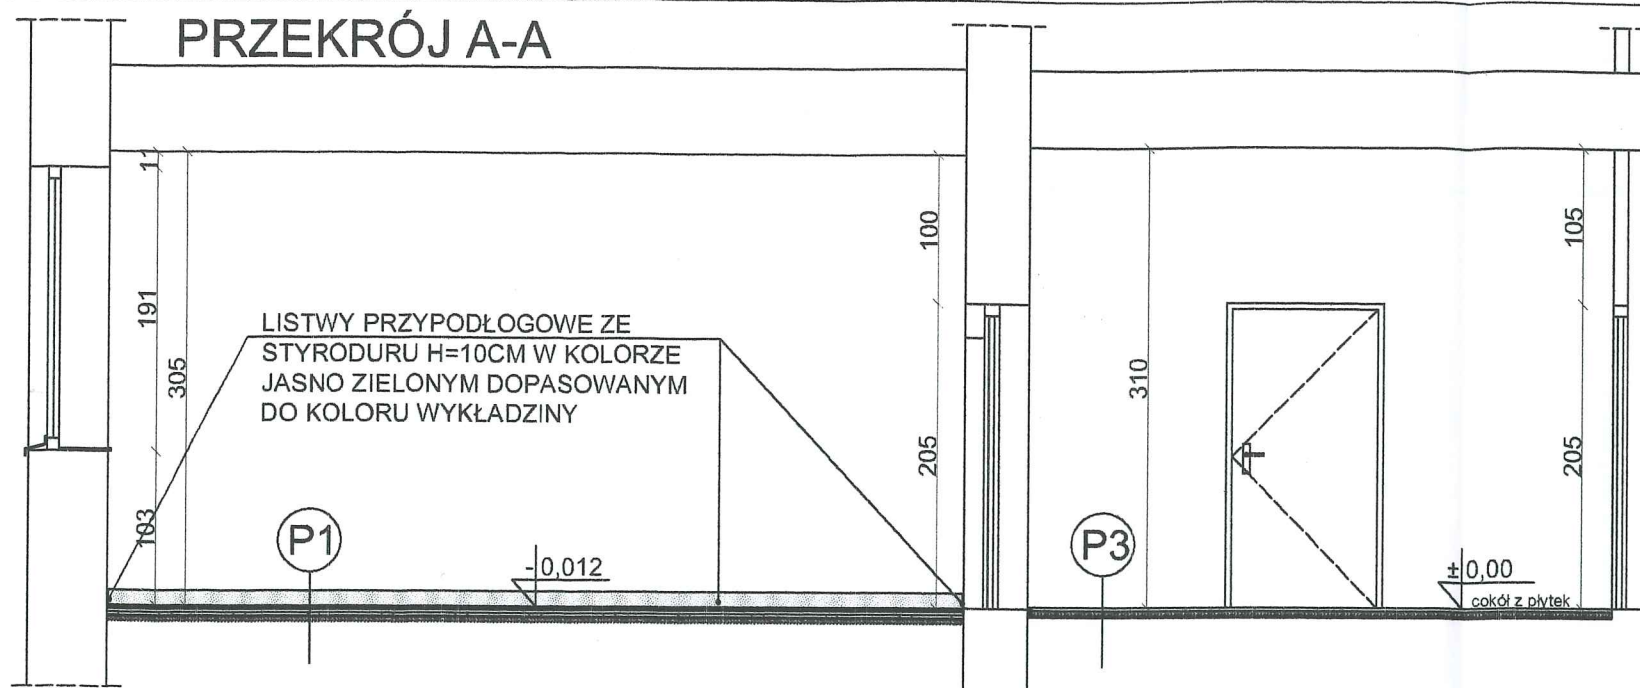 PRZEKRÓJ A-A
11
191
305
103
100
205
LISTWY PRZYPODŁOGOWE ZE
STYRODURU H=10CM W KOLORZE
JASNO ZIELONYM DOPASOWANYM
DO KOLORU WYKŁADZINY
P1
-0,012
310
P3
105
205
±0,00
cokół z płytek